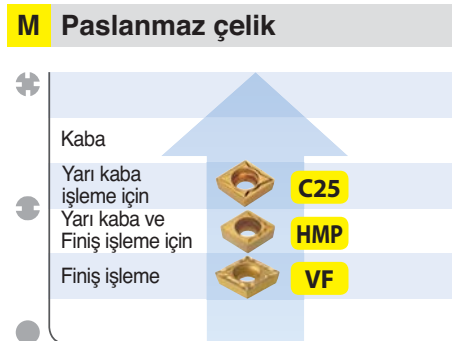 M Paslanmaz çelik
Kaba
Yarı kaba
işleme için
C25
Yarı kaba ve
Finiş işleme için
HMP
Finiş işleme
VF